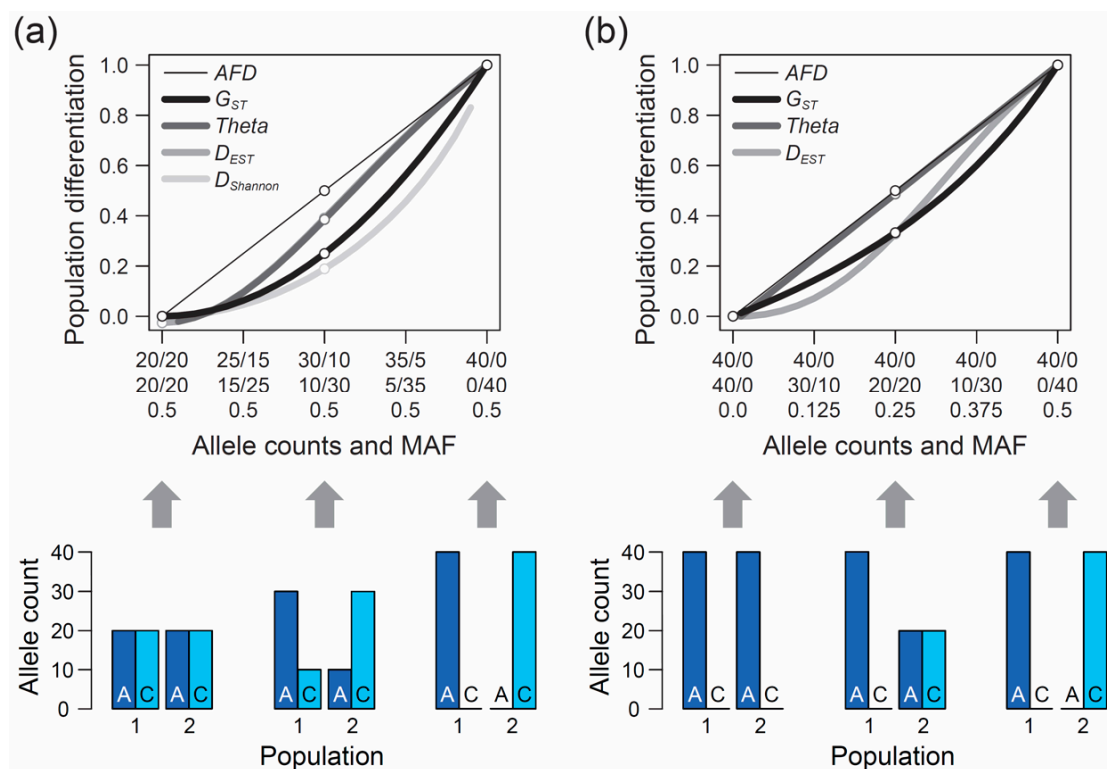 (a)
Population differentiation
1.0
0.8
0.6
0.4
0.2
0.0
AFD
GST
Theta
DEST
DShannon
20/20 25/15 30/10 35/5 40/0
20/20 15/25 10/30 5/35 0/40
0.5 0.5 0.5 0.5 0.5
Allele counts and MAF
Allele count
40
30
20
10
0
A C A C A C A C A C A C
1 2 1 2 1 2
Population
(b)
Population differentiation
1.0
0.8
0.6
0.4
0.2
0.0
AFD
GST
Theta
DEST
40/0 40/0 40/0 40/0 40/0
40/0 30/10 20/20 10/30 0/40
0.0 0.125 0.25 0.375 0.5
Allele counts and MAF
Allele count
40
30
20
10
0
A C A C A C A C A C
1 2 1 2 1 2
Population